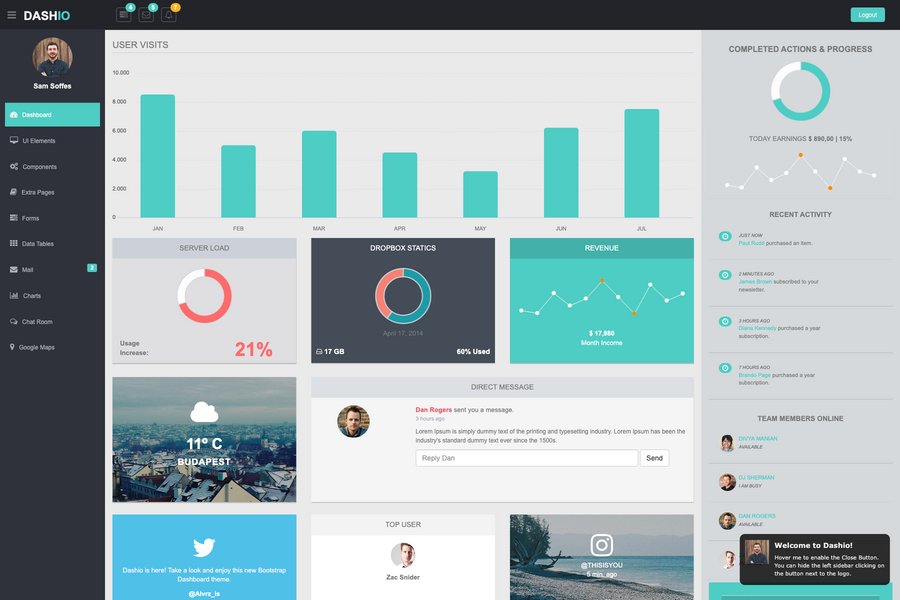 DASHIO
4
5
7
Logout
Sam Soffes
Dashboard
UI Elements
Components
Extra Pages
Forms
Data Tables
Mail
2
Charts
Chat Room
Google Maps
USER VISITS
10.000
8.000
6.000
4.000
2.000
0
JAN
FEB
MAR
APR
MAY
JUN
JUL
SERVER LOAD
Usage
Increase:
21%
DROPBOX STATICS
April 17, 2014
17 GB
60% Used
REVENUE
$ 17,980
Month Income
11º C
BUDAPEST
DIRECT MESSAGE
Dan Rogers sent you a message.
3 hours ago
Lorem Ipsum is simply dummy text of the printing and typesetting industry. Lorem Ipsum has been the
industry's standard dummy text ever since the 1500s.
Reply Dan
Send
Dashio is here! Take a look and enjoy this new Bootstrap
Dashboard theme.
@Alvrz_is
TOP USER
Zac Snider
@THISISYOU
5 min. ago
COMPLETED ACTIONS & PROGRESS
TODAY EARNINGS $ 890,00 | 15%
RECENT ACTIVITY
JUST NOW
Paul Rudd purchased an item.
2 MINUTES AGO
James Brown subscribed to your
newsletter.
3 HOURS AGO
Diana Kennedy purchased a year
subscription.
7 HOURS AGO
Brando Page purchased a year
subscription.
TEAM MEMBERS ONLINE
DIVYA MANIAN
AVAILABLE
DJ SHERMAN
I AM BUSY
DAN ROGERS
AVAILABLE
Welcome to Dashio!
Hover me to enable the Close Button.
You can hide the left sidebar clicking on
the button next to the logo.